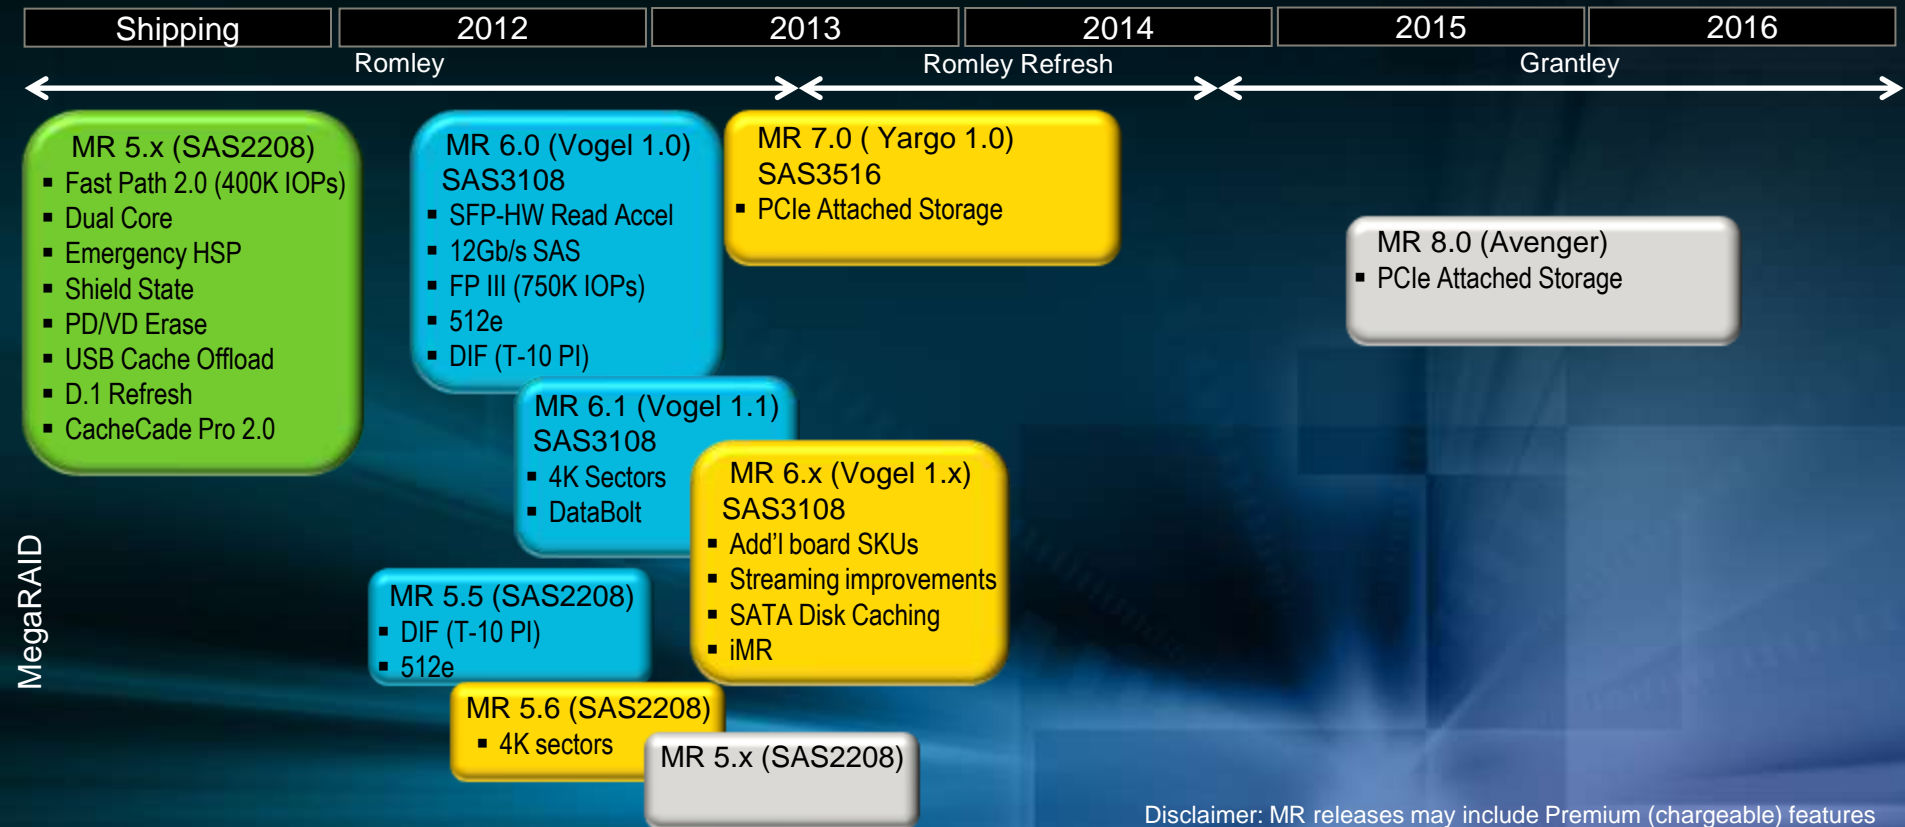 Shipping
2012
2013
2014
2015
2016
Romley
Romley Refresh
Grantley
MR 5.x (SAS2208)
▪ Fast Path 2.0 (400K IOPs)
▪ Dual Core
▪ Emergency HSP
▪ Shield State
▪ PD/VD Erase
▪ USB Cache Offload
▪ D.1 Refresh
▪ CacheCade Pro 2.0
MR 6.0 (Vogel 1.0)
SAS3108
▪ SFP-HW Read Accel
▪ 12Gb/s SAS
▪ FP III (750K IOPs)
▪ 512e
▪ DIF (T-10 PI)
MR 7.0 ( Yargo 1.0)
SAS3516
▪ PCIe Attached Storage
MR 8.0 (Avenger)
▪ PCIe Attached Storage
MR 6.1 (Vogel 1.1)
SAS3108
▪ 4K Sectors
▪ DataBolt
MR 6.x (Vogel 1.x)
SAS3108
▪ Add'l board SKUs
▪ Streaming improvements
▪ SATA Disk Caching
▪ iMR
MR 5.5 (SAS2208)
▪ DIF (T-10 PI)
▪ 512e
MR 5.6 (SAS2208)
▪ 4K sectors
MR 5.x (SAS2208)
MegaRAID
Disclaimer: MR releases may include Premium (chargeable) features